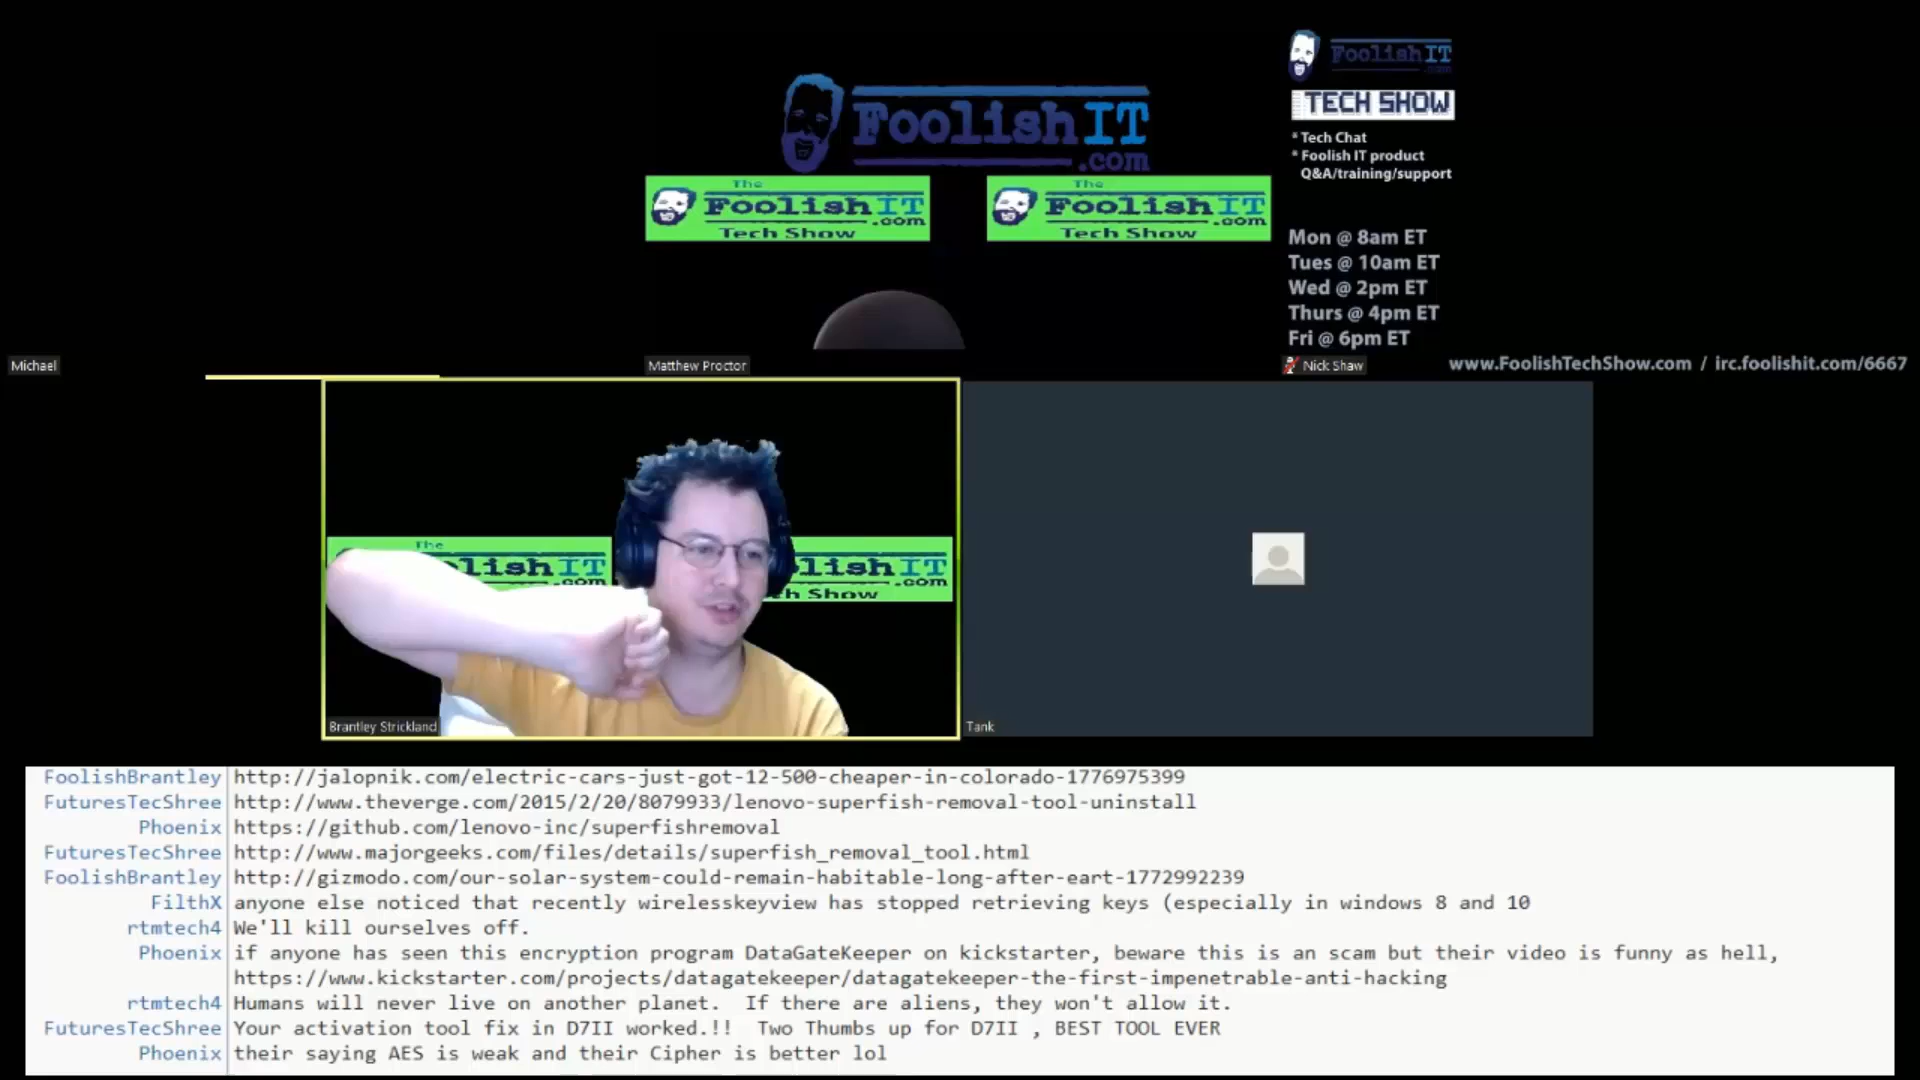 FoolishIT
.com
The
FoolishIT
.com
Tech Show
The
FoolishIT
.com
Tech Show
FoolishIT
.com
TECH SHOW
* Tech Chat
* Foolish IT product
Q&A/training/support
Mon @ 8am ET
Tues @ 10am ET
Wed @ 2pm ET
Thurs @ 4pm ET
Fri @ 6pm ET
Michael
Matthew Proctor
Nick Shaw
www.FoolishTechShow.com / irc.foolishit.com/6667
The
lishIT
.com
lishIT
.com
h Show
Brantley Strickland
Tank
FoolishBrantley http://jalopnik.com/electric-cars-just-got-12-500-cheaper-in-colorado-1776975399
FuturesTecShree http://www.theverge.com/2015/2/20/8079933/lenovo-superfish-removal-tool-uninstall
Phoenix https://github.com/lenovo-inc/superfishremoval
FuturesTecShree http://www.majorgeeks.com/files/details/superfish_removal_tool.html
FoolishBrantley http://gizmodo.com/our-solar-system-could-remain-habitable-long-after-eart-1772992239
FilthX anyone else noticed that recently wirelesskeyview has stopped retrieving keys (especially in windows 8 and 10
rtmtech4 We'll kill ourselves off.
Phoenix if anyone has seen this encryption program DataGateKeeper on kickstarter, beware this is an scam but their video is funny as hell,
https://www.kickstarter.com/projects/datagatekeeper/datagatekeeper-the-first-impenetrable-anti-hacking
rtmtech4 Humans will never live on another planet. If there are aliens, they won't allow it.
FuturesTecShree Your activation tool fix in D7II worked.!! Two Thumbs up for D7II , BEST TOOL EVER
Phoenix their saying AES is weak and their Cipher is better lol